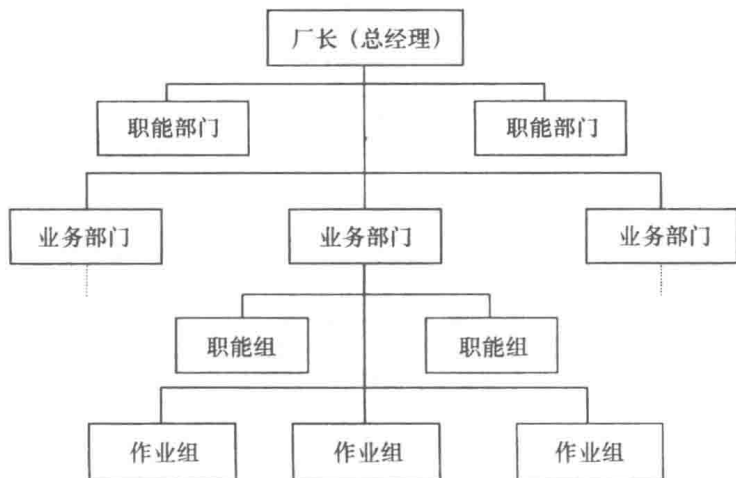 厂长（总经理）
职能部门 职能部门
业务部门 业务部门 业务部门
职能组 职能组
作业组 作业组 作业组